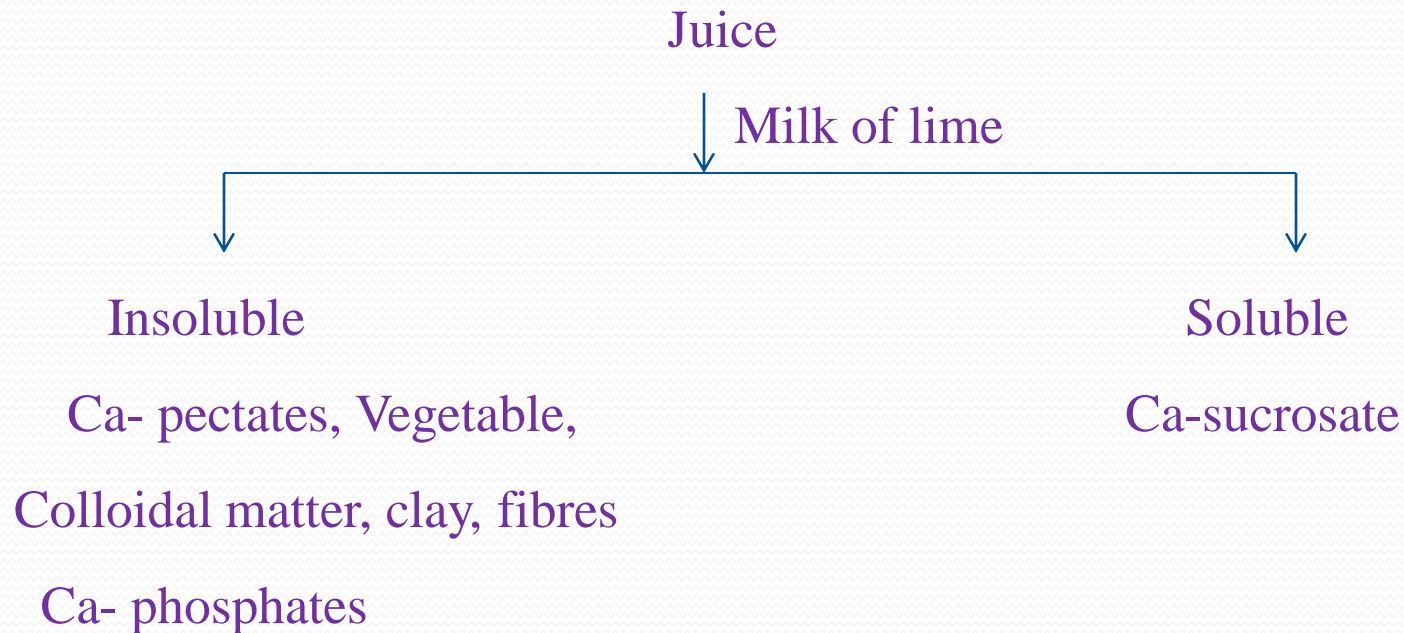 Juice
Milk of lime
Insoluble
Soluble
Ca- pectates, Vegetable,
Ca-sucrosate
Colloidal matter, clay, fibres
Ca- phosphates